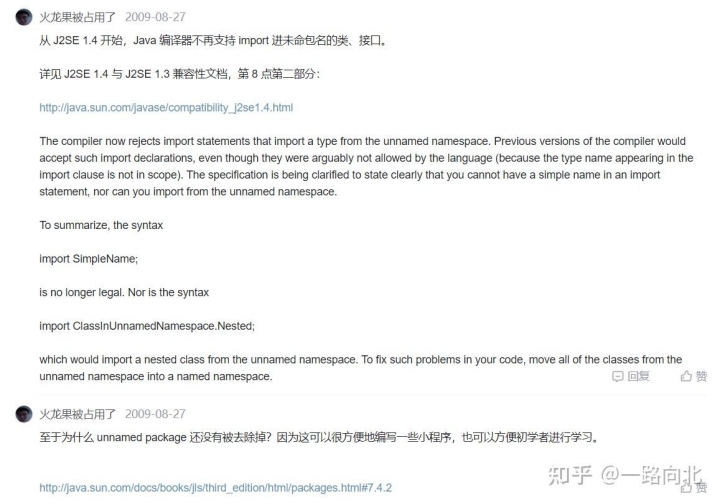 火龙果被占用了 2009-08-27
从 J2SE 1.4 开始，Java 编译器不再支持 import 进未命包名的类、接口。
详见 J2SE 1.4 与 J2SE 1.3 兼容性文档，第 8 点第二部分：
http://java.sun.com/javase/compatibility_j2se1.4.html
The compiler now rejects import statements that import a type from the unnamed namespace. Previous versions of the compiler would
accept such import declarations, even though they were arguably not allowed by the language (because the type name appearing in the
import clause is not in scope). The specification is being clarified to state clearly that you cannot have a simple name in an import
statement, nor can you import from the unnamed namespace.
To summarize, the syntax
import SimpleName;
is no longer legal. Nor is the syntax
import ClassInUnnamedNamespace.Nested;
which would import a nested class from the unnamed namespace. To fix such problems in your code, move all of the classes from the
unnamed namespace into a named namespace.
回复 赞
火龙果被占用了 2009-08-27
至于为什么 unnamed package 还没有被去除掉？因为这可以很方便地编写一些小程序，也可以方便初学者进行学习。
http://java.sun.com/docs/books/jls/third_edition/html/packages.html#7.4.2
知乎 @一路向北
赞